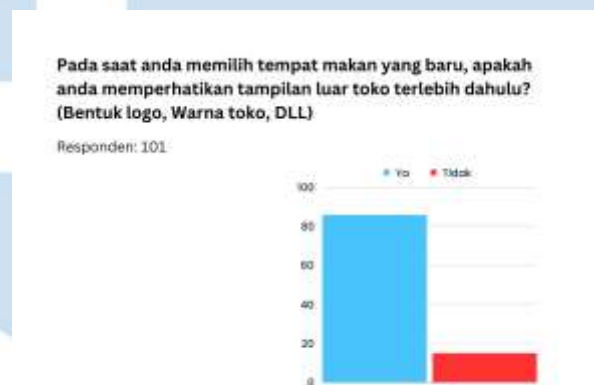 Pada saat anda memilih tempat makan yang baru, apakah
anda memperhatikan tampilan luar toko terlebih dahulu?
(Bentuk logo, Warna toko, DLL)
Responden: 101
Ya Tidak
100
80
60
40
20
0